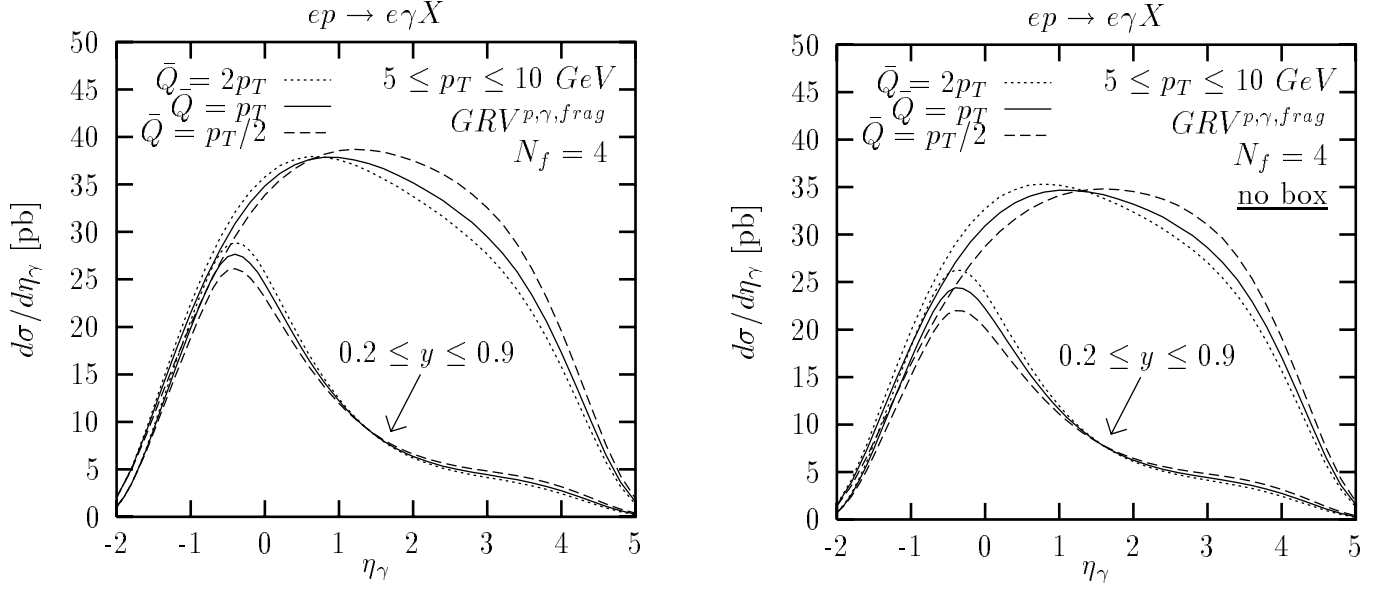 ep → eγX
50
45
40
35
30
25
20
15
10
5
0
dσ/dη_γ [pb]
Q̄ = 2p_T
Q̄ = p_T
Q̄ = p_T/2
5 ≤ p_T ≤ 10 GeV
GRV^{p,γ,frag}
N_f = 4
0.2 ≤ y ≤ 0.9
-2 -1 0 1 2 3 4 5
η_γ
ep → eγX
50
45
40
35
30
25
20
15
10
5
0
dσ/dη_γ [pb]
Q̄ = 2p_T
Q̄ = p_T
Q̄ = p_T/2
5 ≤ p_T ≤ 10 GeV
GRV^{p,γ,frag}
N_f = 4
no box
0.2 ≤ y ≤ 0.9
-2 -1 0 1 2 3 4 5
η_γ